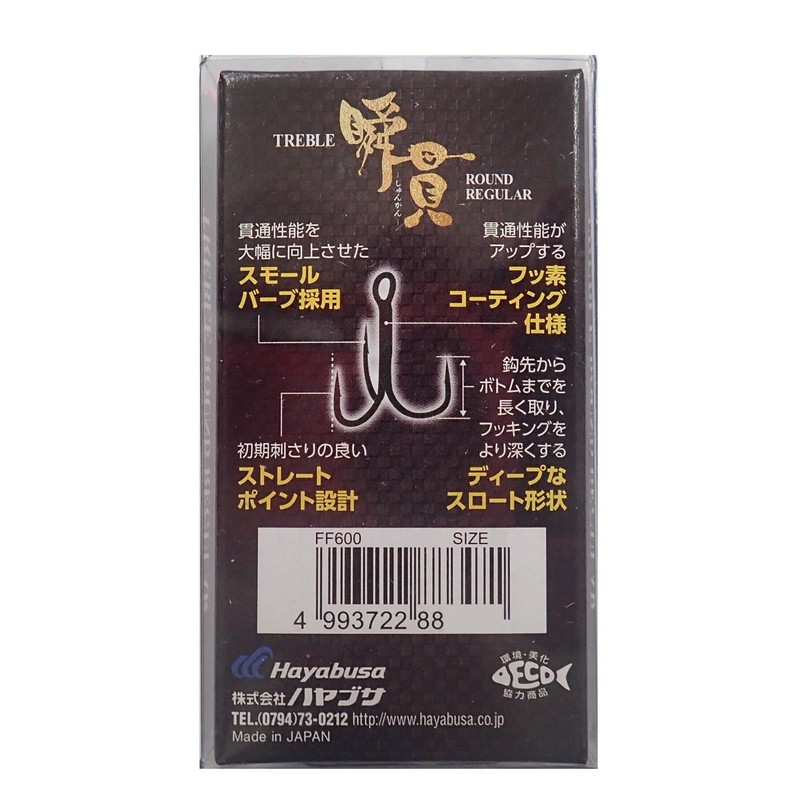 TREBLE
瞬貫
―しゅんかん―
ROUND
REGULAR
貫通性能を
大幅に向上させた
スモール
バーブ採用
貫通性能が
アップする
フッ素
コーティング
仕様
鈎先から
ボトムまでを
長く取り、
フッキングを
より深くする
ディープな
スロート形状
初期刺さりの良い
ストレート
ポイント設計
FF600 SIZE
4 993722 88
Hayabusa
株式会社ハヤブサ
TEL.(0794)73-0212 http://www.hayabusa.co.jp
Made in JAPAN
環境・美化
ECO
協力商品